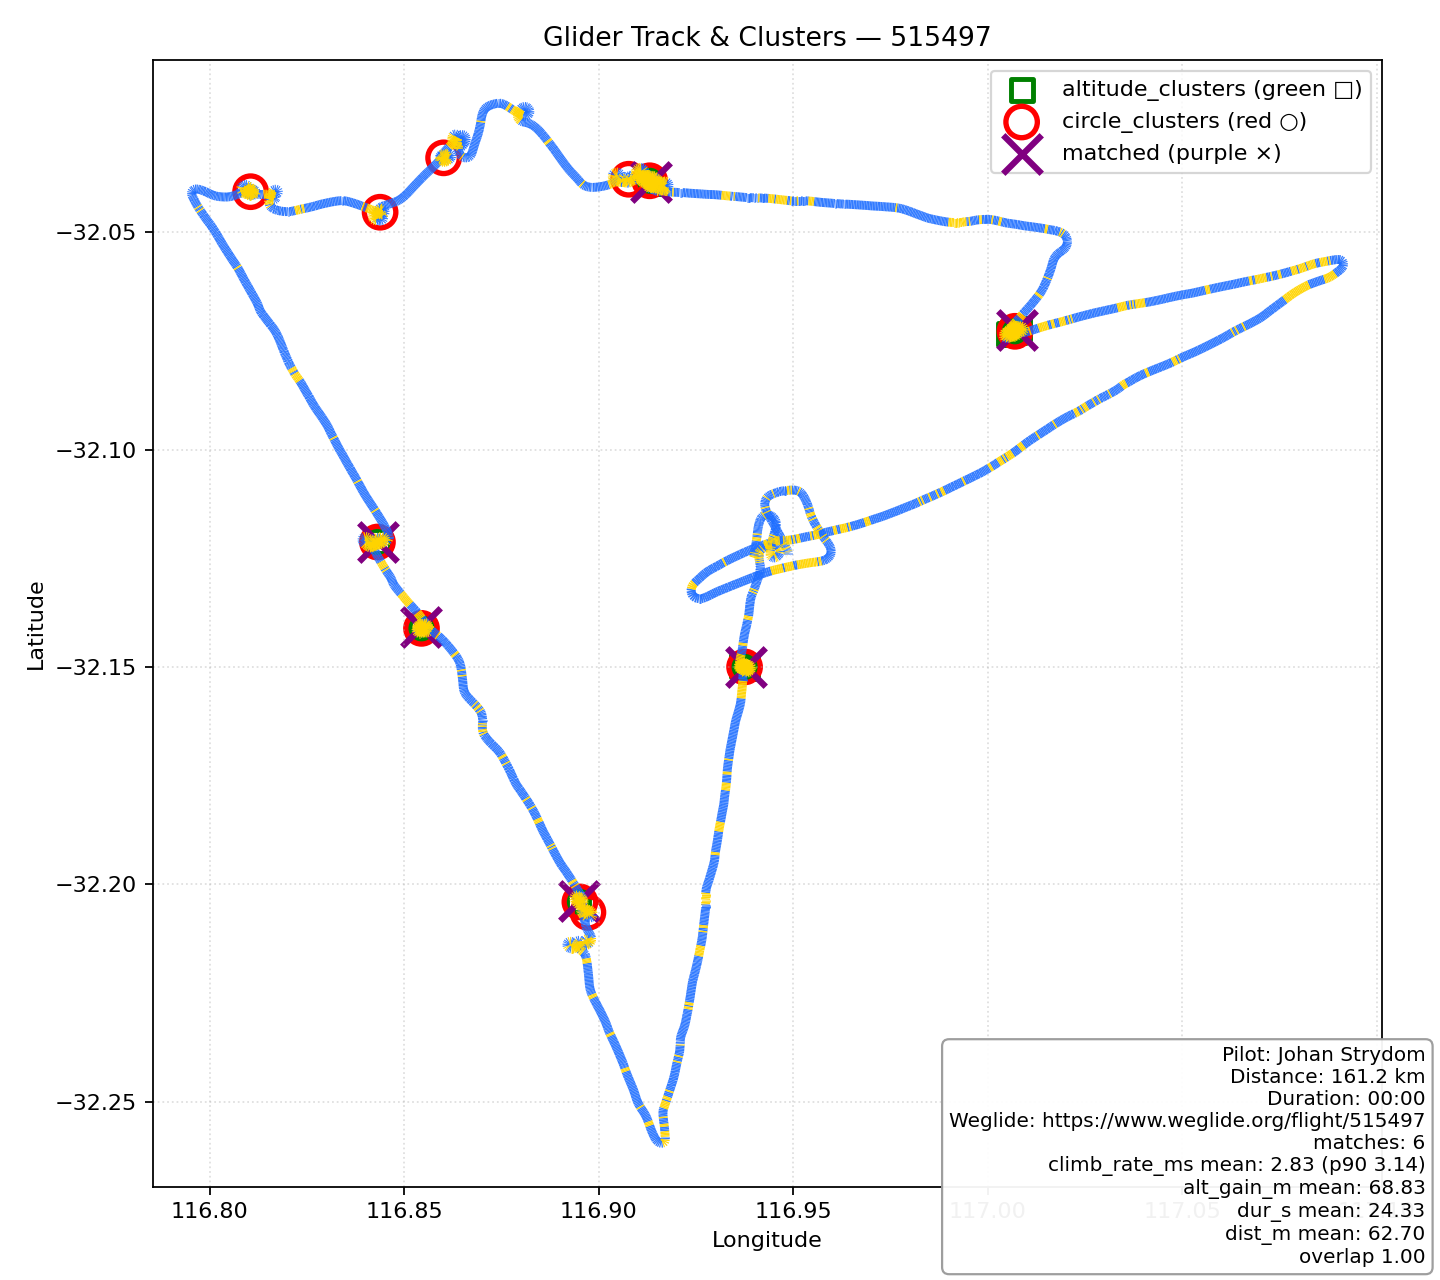 Glider Track & Clusters — 515497
altitude_clusters (green □)
circle_clusters (red ○)
matched (purple ×)
Latitude
−32.05
−32.10
−32.15
−32.20
−32.25
116.80
116.85
116.90
116.95
117.00
117.05
Longitude
Pilot: Johan Strydom
Distance: 161.2 km
Duration: 00:00
Weglide: https://www.weglide.org/flight/515497
matches: 6
climb_rate_ms mean: 2.83 (p90 3.14)
alt_gain_m mean: 68.83
dur_s mean: 24.33
dist_m mean: 62.70
overlap 1.00